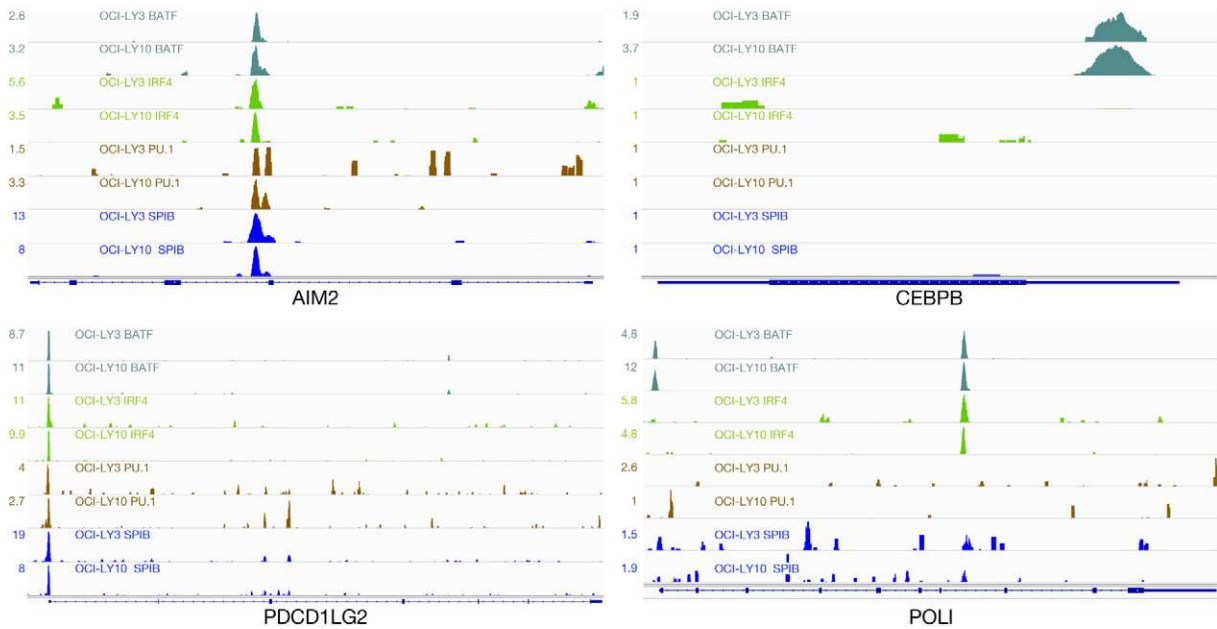 2.6 OCI-LY3 BATF
3.2 OCI-LY10 BATF
5.6 OCI-LY3 IRF4
3.5 OCI-LY10 IRF4
1.5 OCI-LY3 PU.1
3.3 OCI-LY10 PU.1
13 OCI-LY3 SPIB
8 OCI-LY10 SPIB
AIM2
1.9 OCI-LY3 BATF
3.7 OCI-LY10 BATF
1 OCI-LY3 IRF4
1 OCI-LY10 IRF4
1 OCI-LY3 PU.1
1 OCI-LY10 PU.1
1 OCI-LY3 SPIB
1 OCI-LY10 SPIB
CEBPB
8.7 OCI-LY3 BATF
11 OCI-LY10 BATF
11 OCI-LY3 IRF4
9.9 OCI-LY10 IRF4
4 OCI-LY3 PU.1
2.7 OCI-LY10 PU.1
19 OCI-LY3 SPIB
8 OCI-LY10 SPIB
PDCD1LG2
4.8 OCI-LY3 BATF
12 OCI-LY10 BATF
5.8 OCI-LY3 IRF4
4.8 OCI-LY10 IRF4
2.6 OCI-LY3 PU.1
1 OCI-LY10 PU.1
1.5 OCI-LY3 SPIB
1.9 OCI-LY10 SPIB
POLI